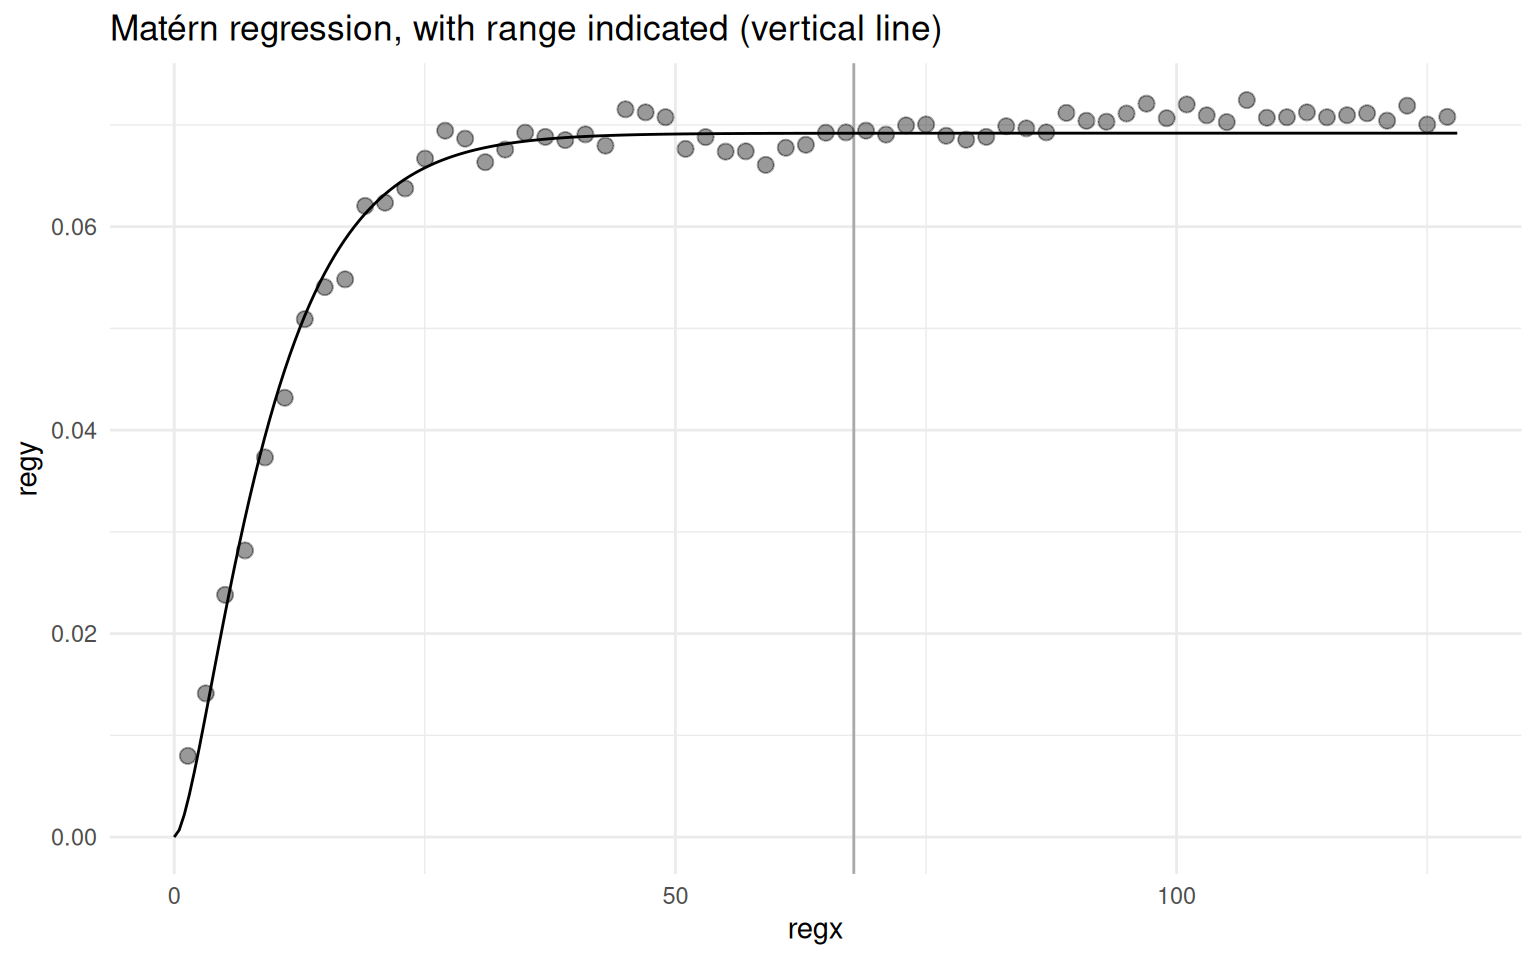 Matérn regression, with range indicated (vertical line)
0.06
0.04
0.02
0.00
regy
0 50 100
regx